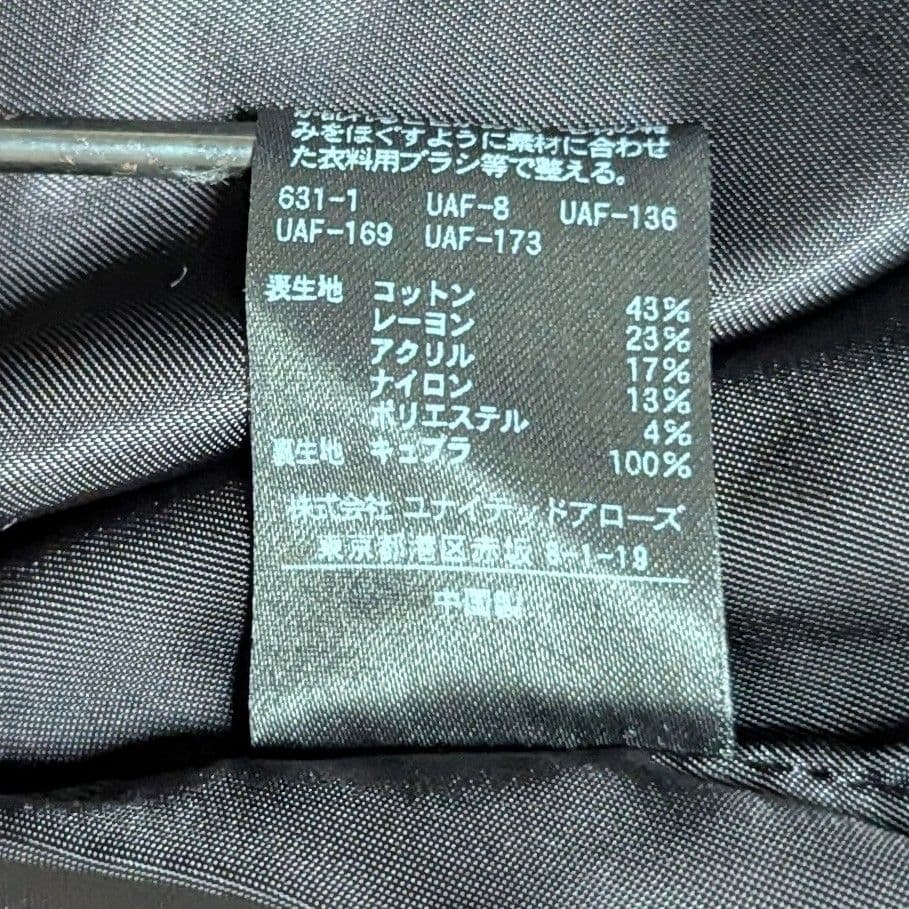 みをほぐすように素材に合わせ
た衣料用ブラシ等で整える。
631-1 UAF-8 UAF-136
UAF-169 UAF-173
表生地 コットン 43%
レーヨン 23%
アクリル 17%
ナイロン 13%
ポリエステル 4%
裏生地 キュプラ 100%
株式会社 ユナイテッドアローズ
東京都港区赤坂 8-1-19
中国製